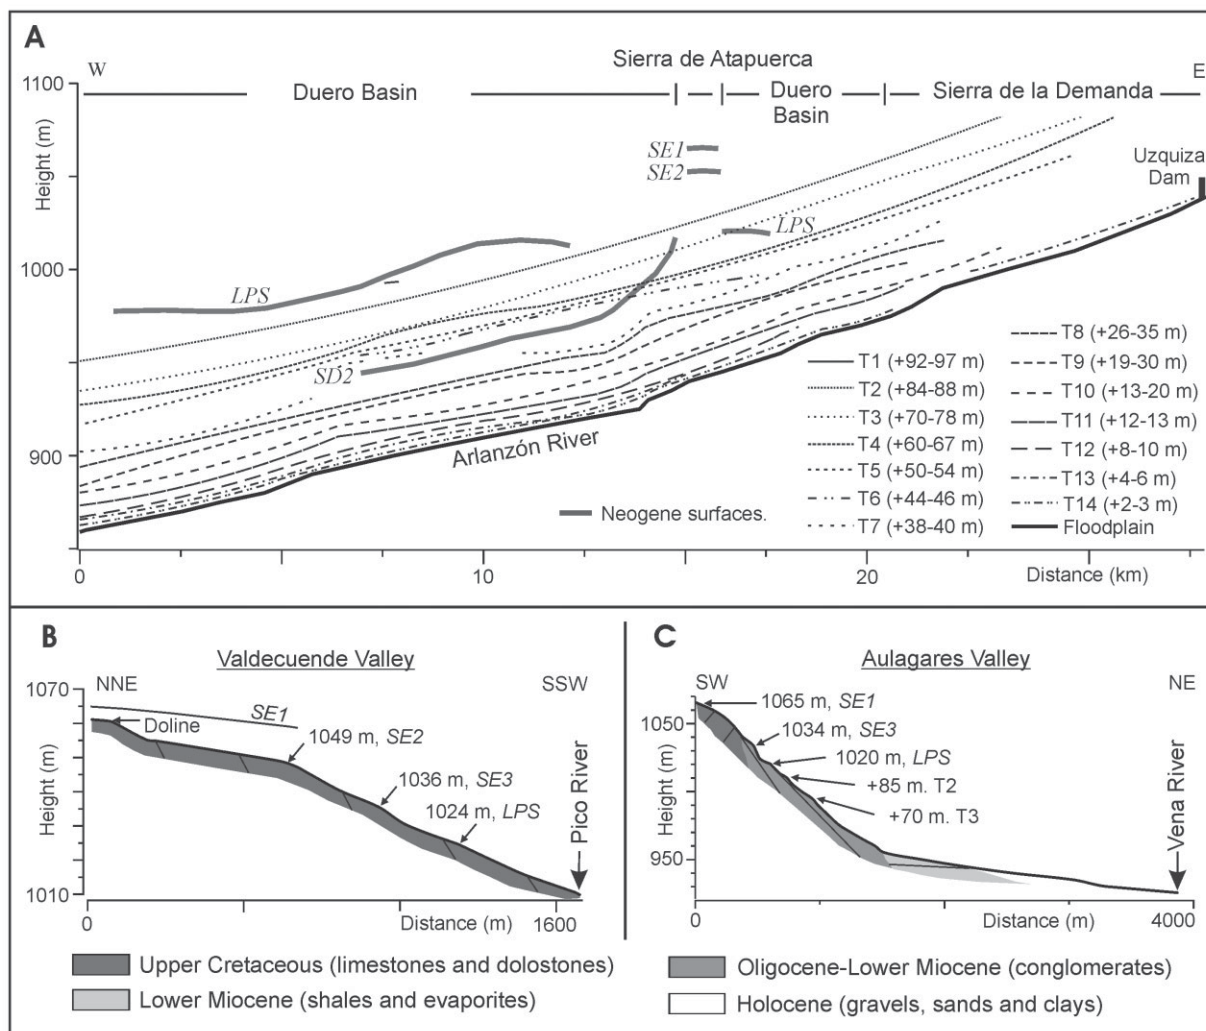 A
W
E
Sierra de Atapuerca
Duero Basin
Duero
Basin
Sierra de la Demanda
1100
1000
900
Height (m)
SE1
SE2
LPS
LPS
SD2
Uzquiza
Dam
Arlanzón River
Neogene surfaces.
T1 (+92-97 m)
T2 (+84-88 m)
T3 (+70-78 m)
T4 (+60-67 m)
T5 (+50-54 m)
T6 (+44-46 m)
T7 (+38-40 m)
T8 (+26-35 m)
T9 (+19-30 m)
T10 (+13-20 m)
T11 (+12-13 m)
T12 (+8-10 m)
T13 (+4-6 m)
T14 (+2-3 m)
Floodplain
0
10
20
Distance (km)
B
Valdecuende Valley
1070
NNE
SSW
Doline
SE1
1049 m, SE2
1036 m, SE3
1024 m, LPS
Height (m)
Pico River
1010
0
Distance (m)
1600
C
Aulagares Valley
SW
NE
1065 m, SE1
1034 m, SE3
1020 m, LPS
+85 m. T2
+70 m. T3
1050
950
Height (m)
Vena River
0
Distance (m)
4000
Upper Cretaceous (limestones and dolostones)
Lower Miocene (shales and evaporites)
Oligocene-Lower Miocene (conglomerates)
Holocene (gravels, sands and clays)